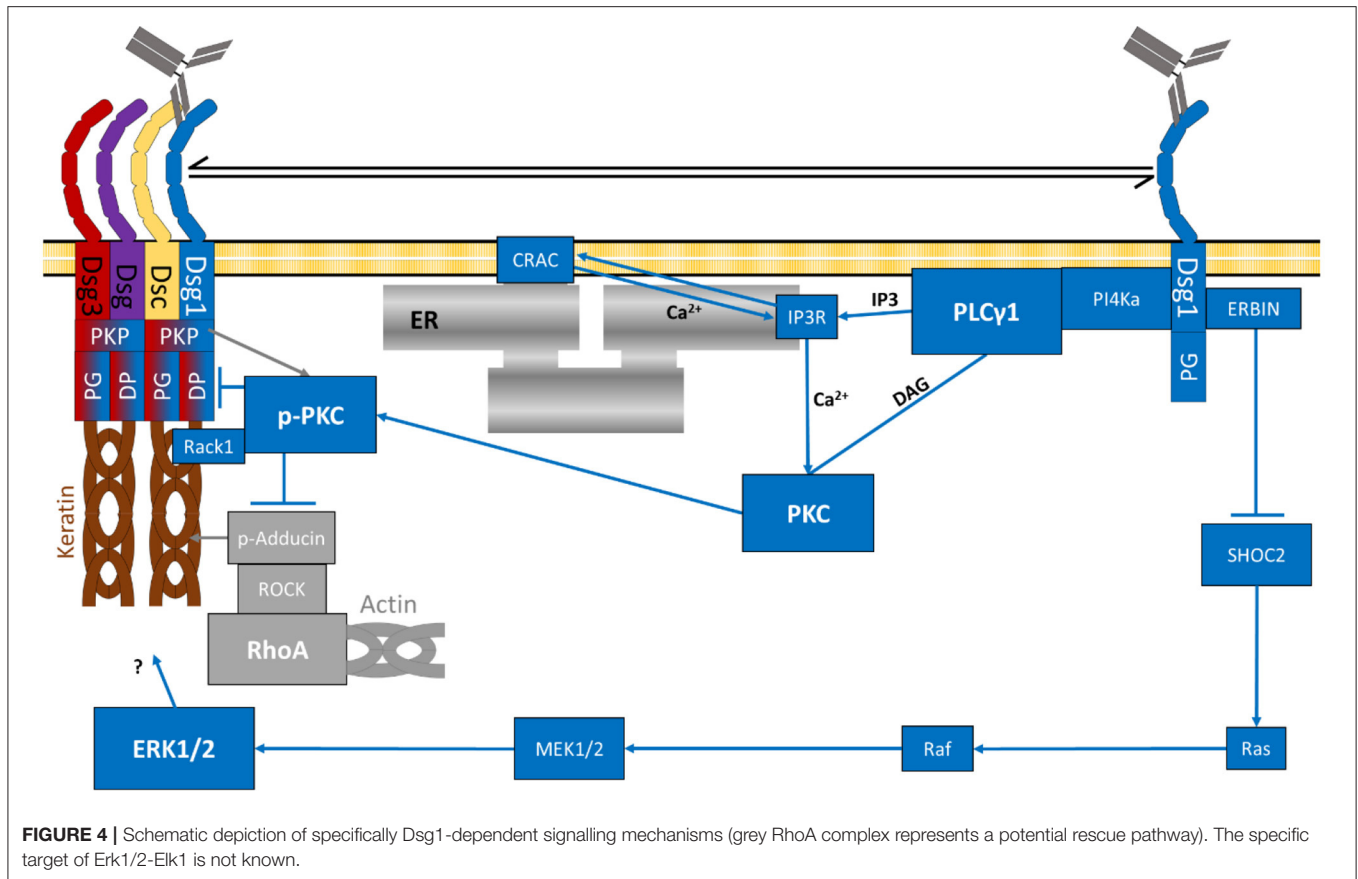 Dsg3
Dsg
Dsc
Dsg1
PKP
PKP
PG
DP
PG
DP
Rack1
p-PKC
Keratin
p-Adducin
ROCK
RhoA
Actin
?
ERK1/2
CRAC
ER
Ca²⁺
IP3R
IP3
PLCγ1
PI4Ka
Dsg1
ERBIN
PG
Ca²⁺
DAG
PKC
SHOC2
MEK1/2
Raf
Ras
FIGURE 4 | Schematic depiction of specifically Dsg1-dependent signalling mechanisms (grey RhoA complex represents a potential rescue pathway). The specific
target of Erk1/2-Elk1 is not known.